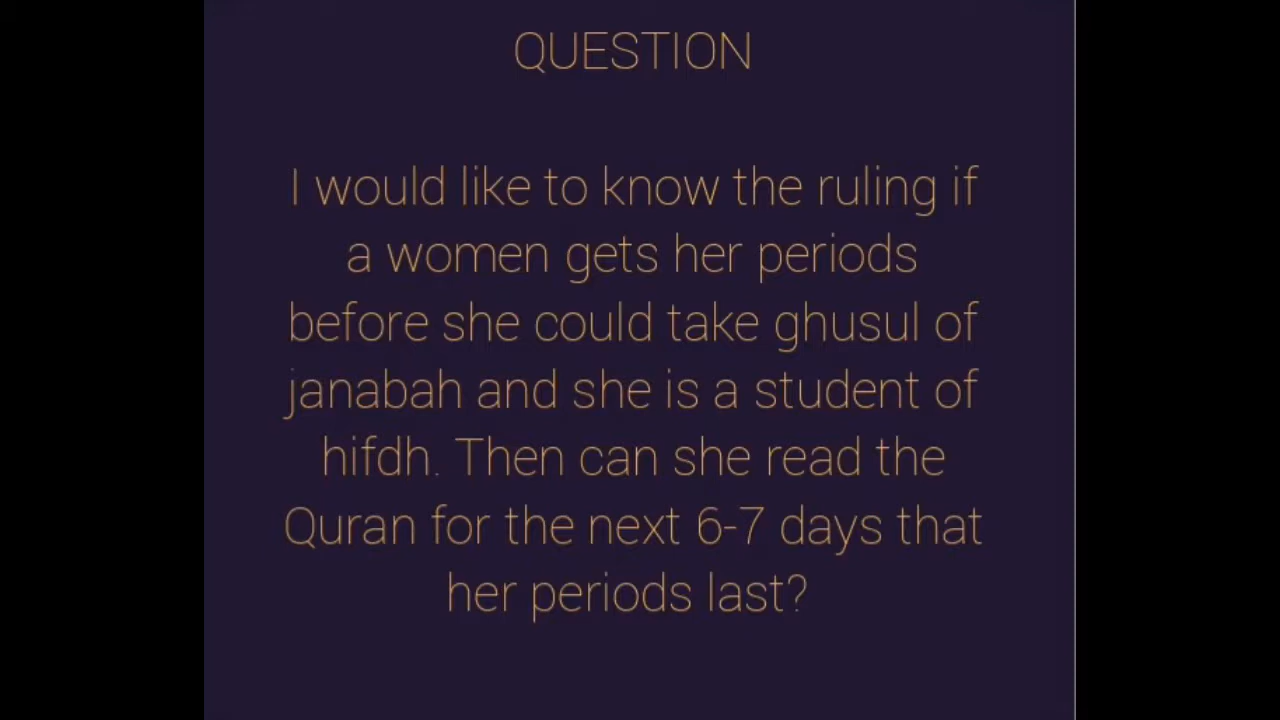 QUESTION
I would like to know the ruling if
a women gets her periods
before she could take ghusul of
janabah and she is a student of
hifdh. Then can she read the
Quran for the next 6-7 days that
her periods last?